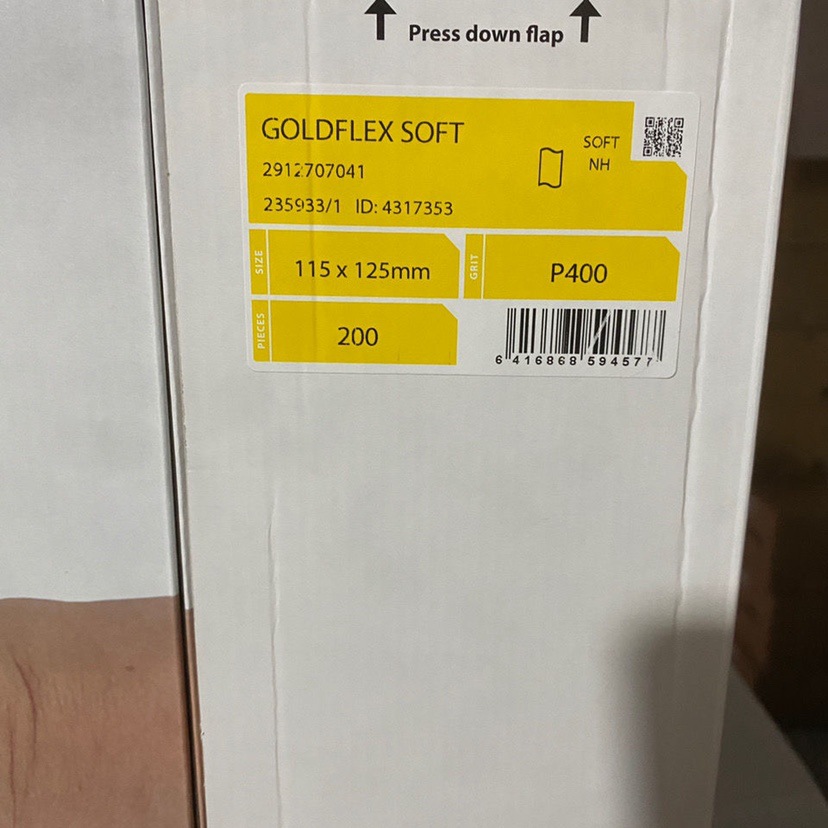 Press down flap
GOLDFLEX SOFT
SOFT
NH
2912707041
235933/1 ID: 4317353
SIZE
115 x 125mm
GRIT
P400
PIECES
200
6 416868 594577